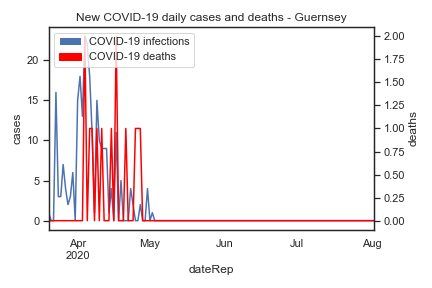 New COVID-19 daily cases and deaths - Guernsey
COVID-19 infections
COVID-19 deaths
cases
20
15
10
5
0
deaths
2.00
1.75
1.50
1.25
1.00
0.75
0.50
0.25
0.00
Apr
2020
May
Jun
Jul
Aug
dateRep